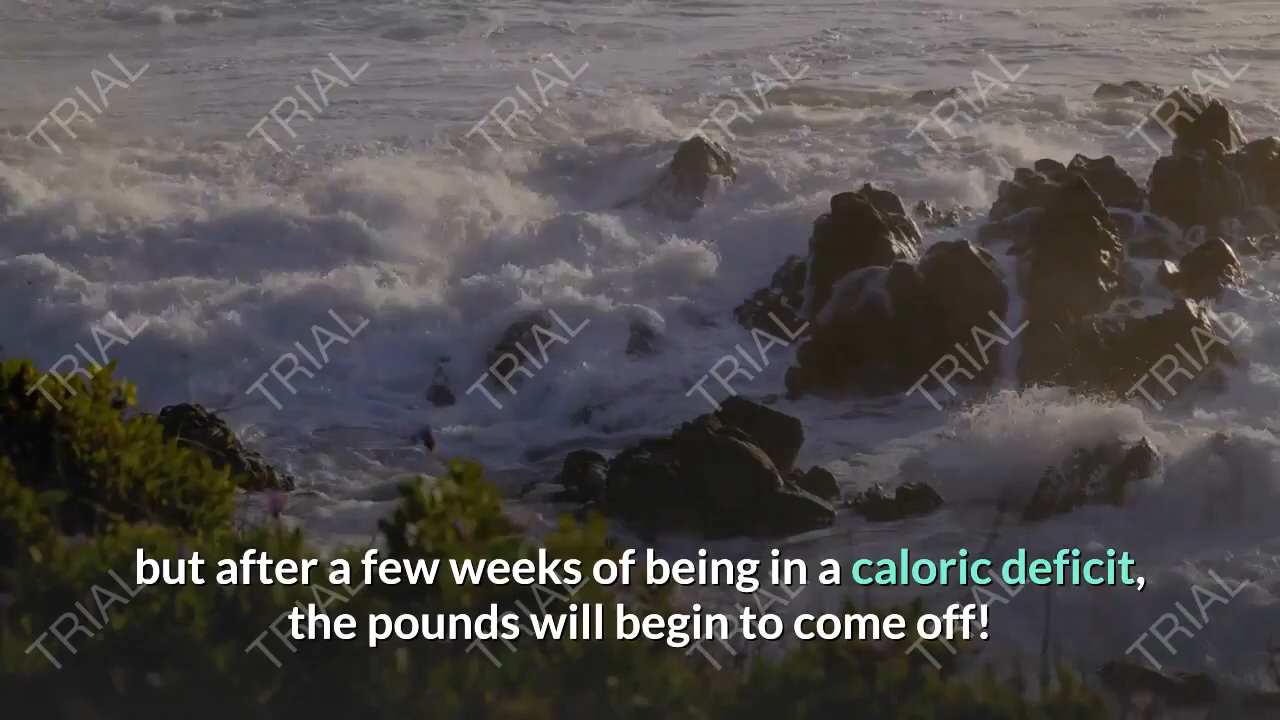 TRIAL TRIAL TRIAL TRIAL TRIAL TRIAL
TRIAL TRIAL TRIAL TRIAL TRIAL TRIAL
but after a few weeks of being in a caloric deficit,
the pounds will begin to come off!
TRIAL TRIAL TRIAL TRIAL TRIAL TRIAL